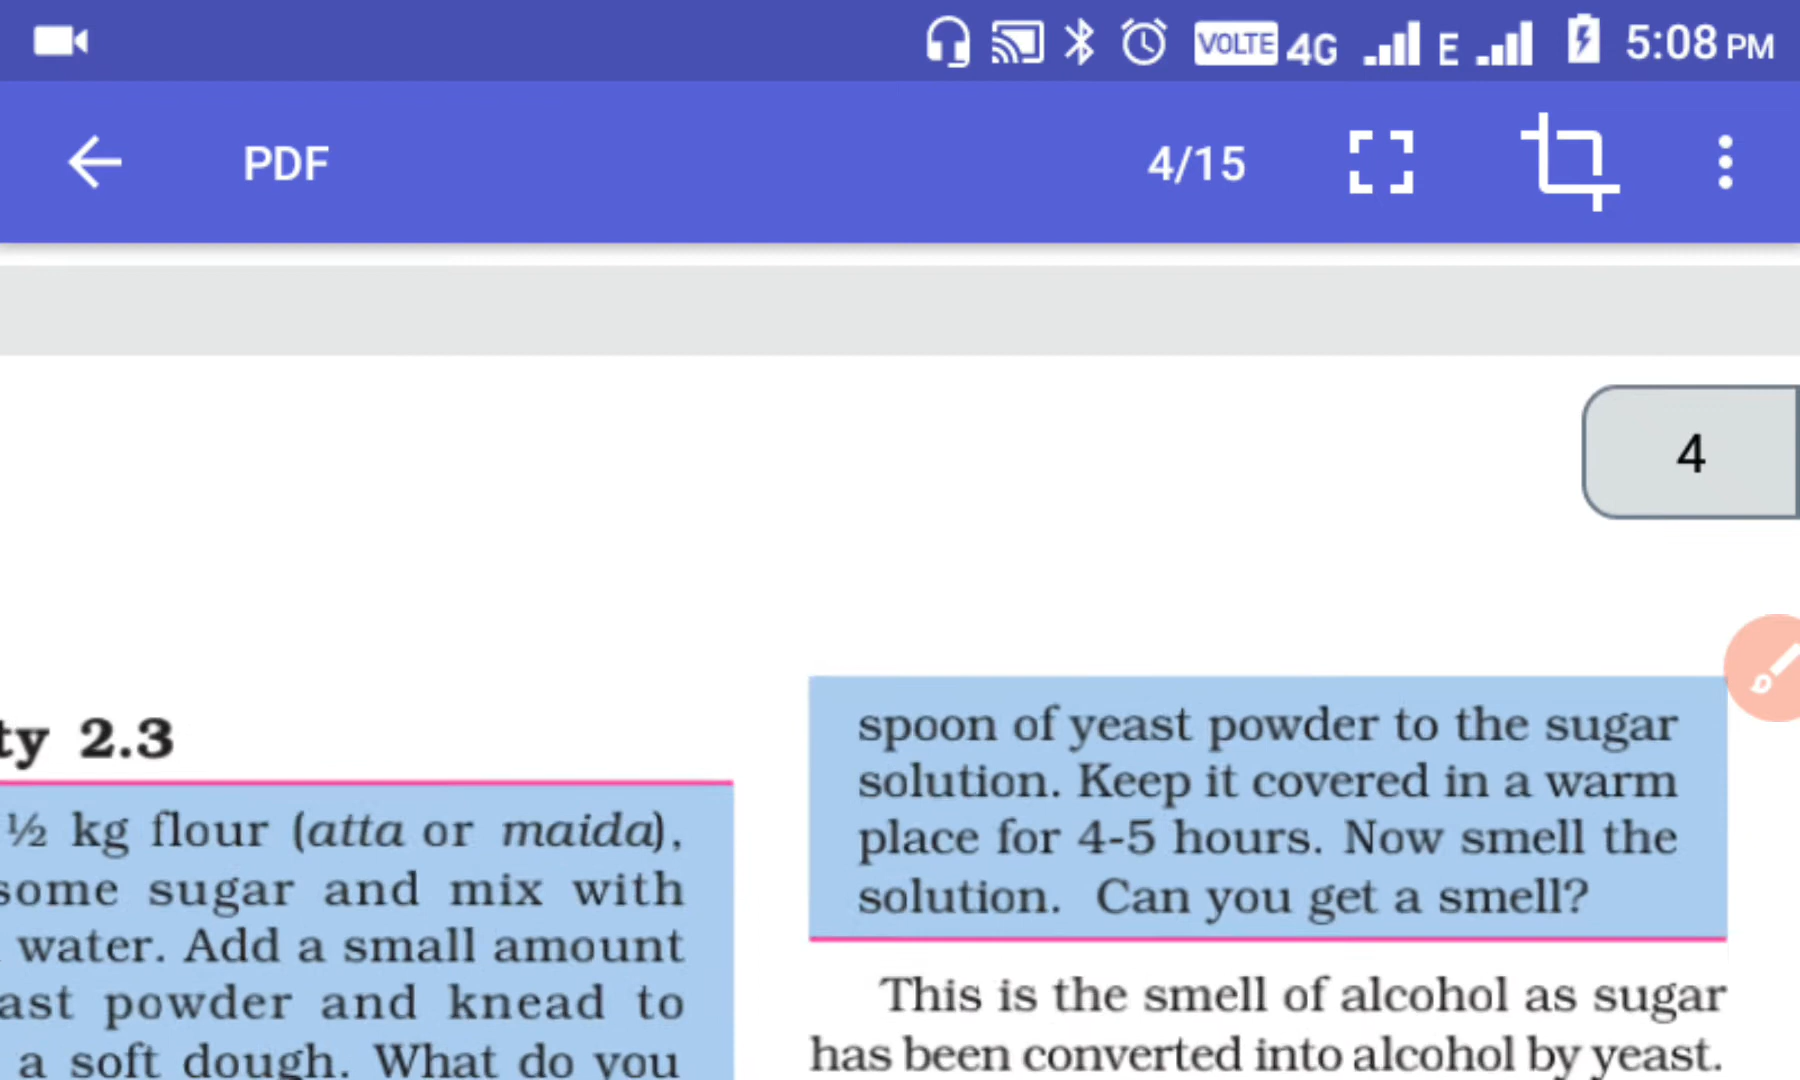 VOLTE 4G E 5:08 PM
PDF 4/15
4
ty 2.3
½ kg flour (atta or maida),
some sugar and mix with
water. Add a small amount
ast powder and knead to
a soft dough. What do you
spoon of yeast powder to the sugar
solution. Keep it covered in a warm
place for 4-5 hours. Now smell the
solution. Can you get a smell?
This is the smell of alcohol as sugar
has been converted into alcohol by yeast.